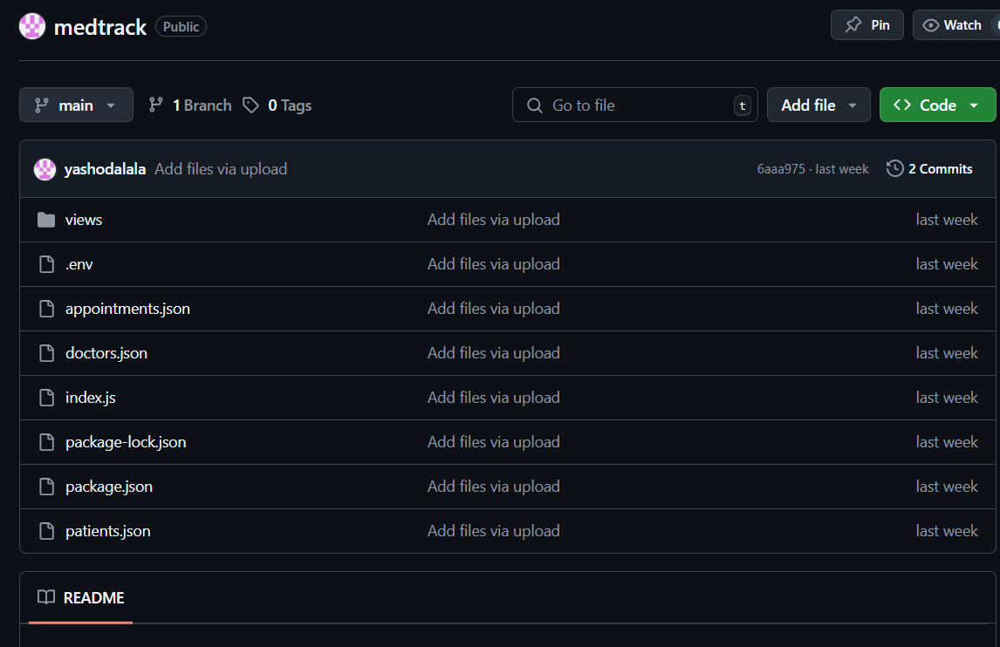 medtrack Public Pin Watch
main 1 Branch 0 Tags Go to file t Add file Code
yashodalala Add files via upload 6aaa975 · last week 2 Commits
views Add files via upload last week
.env Add files via upload last week
appointments.json Add files via upload last week
doctors.json Add files via upload last week
index.js Add files via upload last week
package-lock.json Add files via upload last week
package.json Add files via upload last week
patients.json Add files via upload last week
README